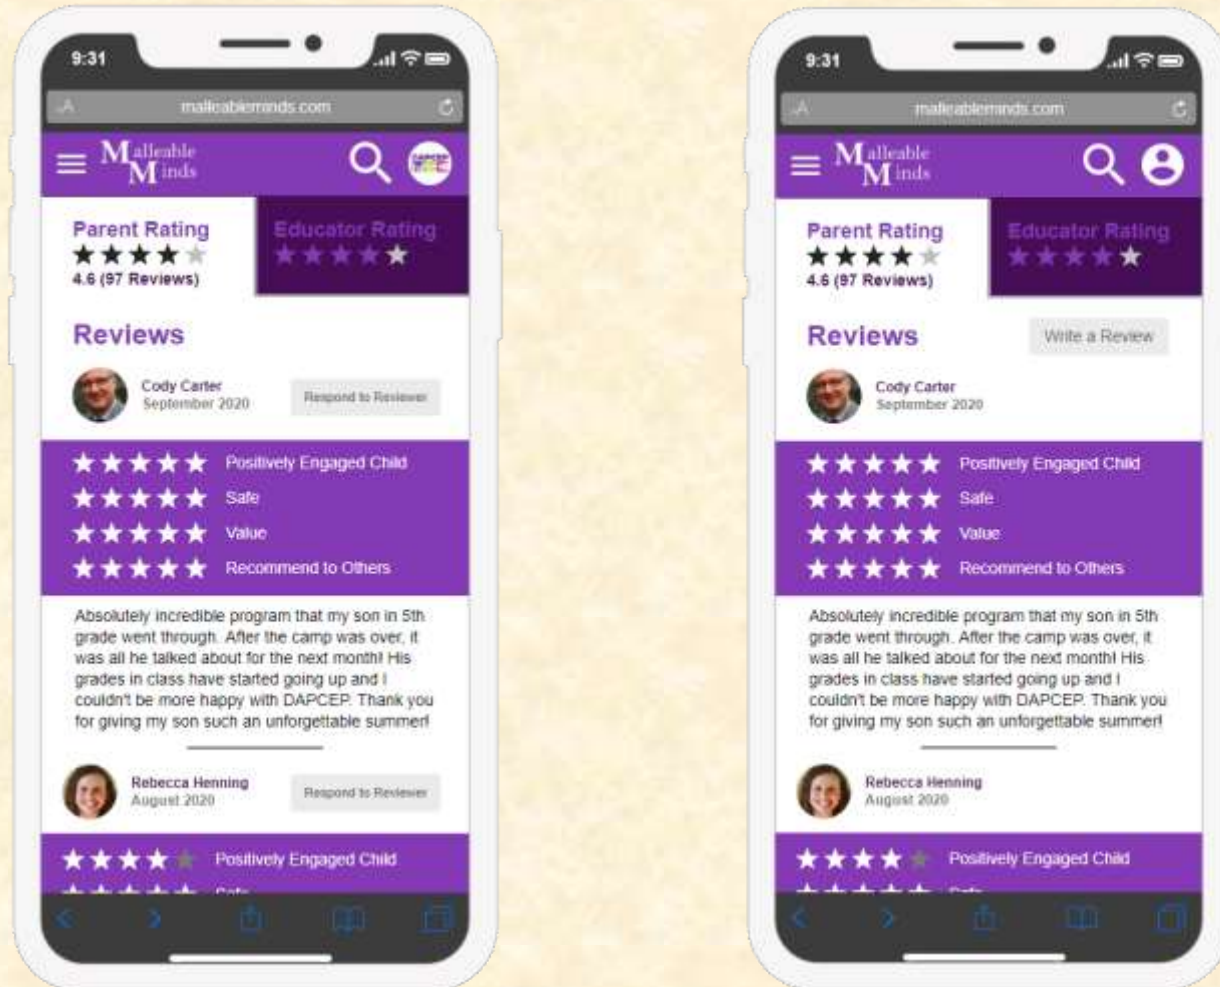 9:31
-A malleableminds.com
Malleable
Minds
DAPCEP
Parent Rating
4.6 (97 Reviews)
Educator Rating
Reviews
Cody Carter
September 2020
Respond to Reviewer
Positively Engaged Child
Safe
Value
Recommend to Others
Absolutely incredible program that my son in 5th
grade went through. After the camp was over, it
was all he talked about for the next month! His
grades in class have started going up and I
couldn't be more happy with DAPCEP. Thank you
for giving my son such an unforgettable summer!
Rebecca Henning
August 2020
Respond to Reviewer
Positively Engaged Child
Safe
9:31
-A malleableminds.com
Malleable
Minds
Parent Rating
4.6 (97 Reviews)
Educator Rating
Reviews
Write a Review
Cody Carter
September 2020
Positively Engaged Child
Safe
Value
Recommend to Others
Absolutely incredible program that my son in 5th
grade went through. After the camp was over, it
was all he talked about for the next month! His
grades in class have started going up and I
couldn't be more happy with DAPCEP. Thank you
for giving my son such an unforgettable summer!
Rebecca Henning
August 2020
Positively Engaged Child
Safe